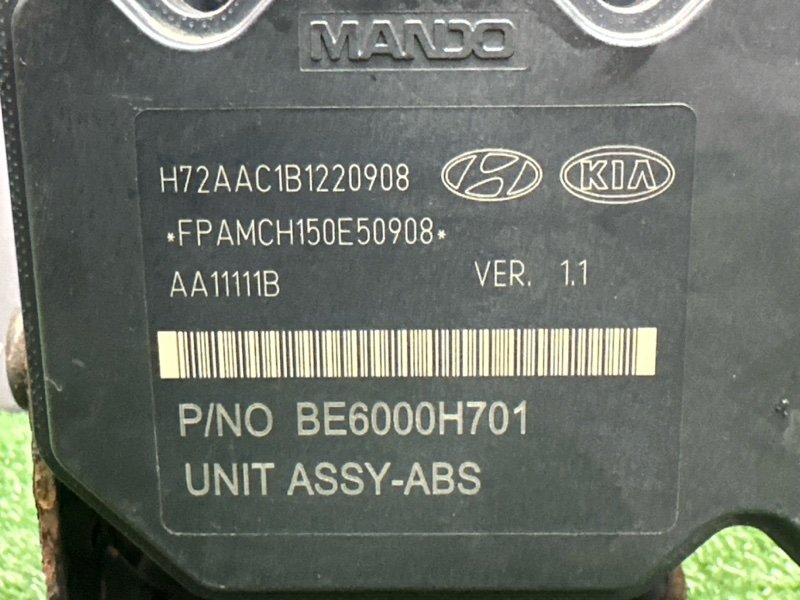 MANDO
H72AAC1B1220908
KIA
*FPAMCH150E50908*
AA11111B VER. 1.1
P/NO BE6000H701
UNIT ASSY-ABS